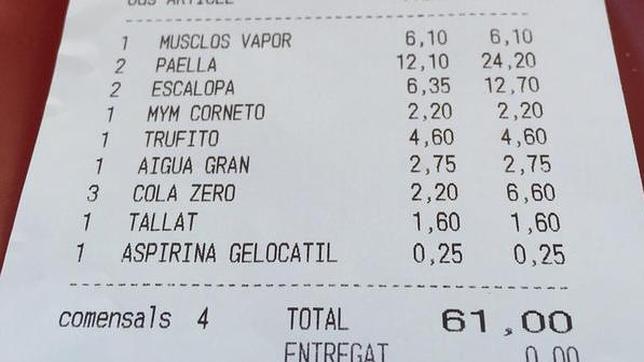 1 MUSCLOS VAPOR 6,10 6,10
2 PAELLA 12,10 24,20
2 ESCALOPA 6,35 12,70
1 MYM CORNETO 2,20 2,20
1 TRUFITO 4,60 4,60
1 AIGUA GRAN 2,75 2,75
3 COLA ZERO 2,20 6,60
1 TALLAT 1,60 1,60
1 ASPIRINA GELOCATIL 0,25 0,25
comensals 4 TOTAL 61,00
ENTREGAT 0,00